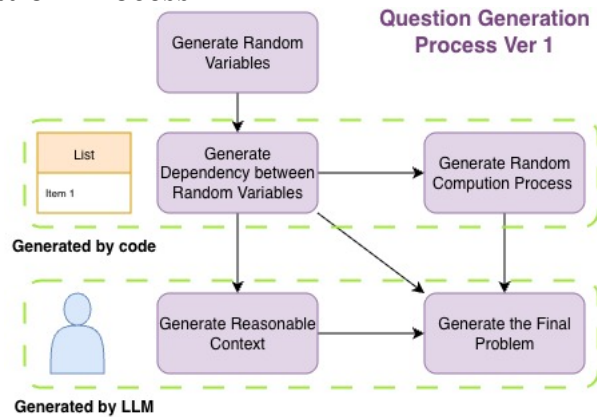 Question Generation
Process Ver 1
Generate Random
Variables
List
Item 1
Generate
Dependency between
Random Variables
Generate Random
Compution Process
Generated by code
Generate Reasonable
Context
Generate the Final
Problem
Generated by LLM